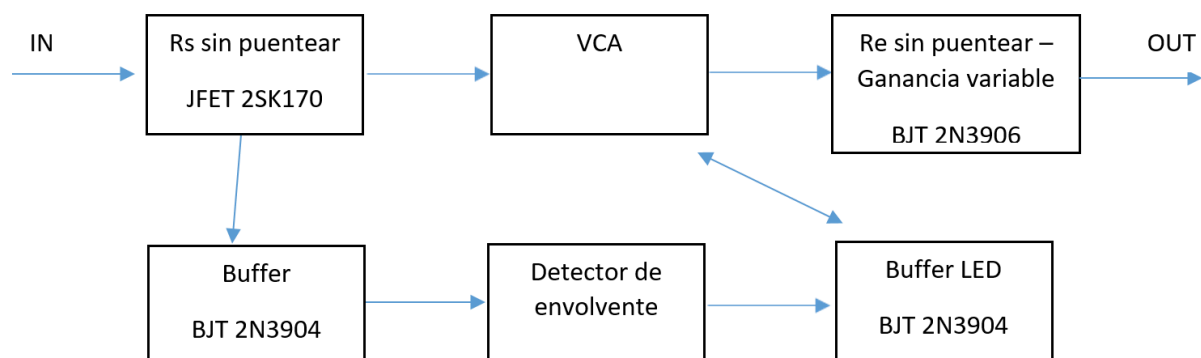 IN
Rs sin puentear
JFET 2SK170
VCA
Re sin puentear –
Ganancia variable
BJT 2N3906
OUT
Buffer
BJT 2N3904
Detector de
envolvente
Buffer LED
BJT 2N3904